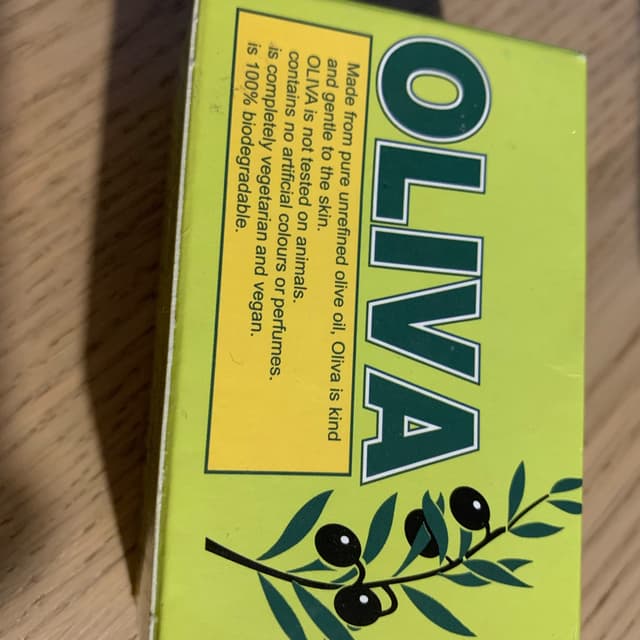 OLIVA
Made from pure unrefined olive oil, Oliva is kind
and gentle to the skin.
OLIVA is not tested on animals.
contains no artificial colours or perfumes.
is completely vegetarian and vegan.
is 100% biodegradable.